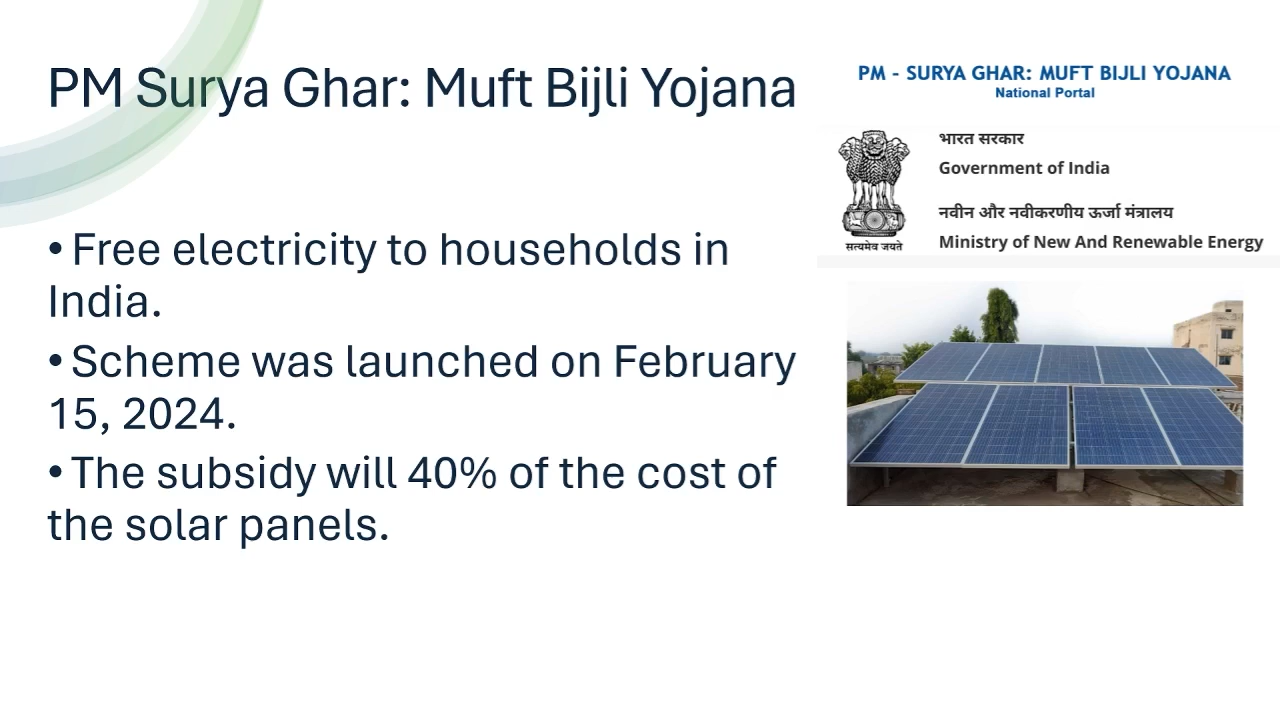 PM Surya Ghar: Muft Bijli Yojana
• Free electricity to households in
India.
• Scheme was launched on February
15, 2024.
• The subsidy will 40% of the cost of
the solar panels.
PM - SURYA GHAR: MUFT BIJLI YOJANA
National Portal
भारत सरकार
Government of India
नवीन और नवीकरणीय ऊर्जा मंत्रालय
Ministry of New And Renewable Energy
सत्यमेव जयते